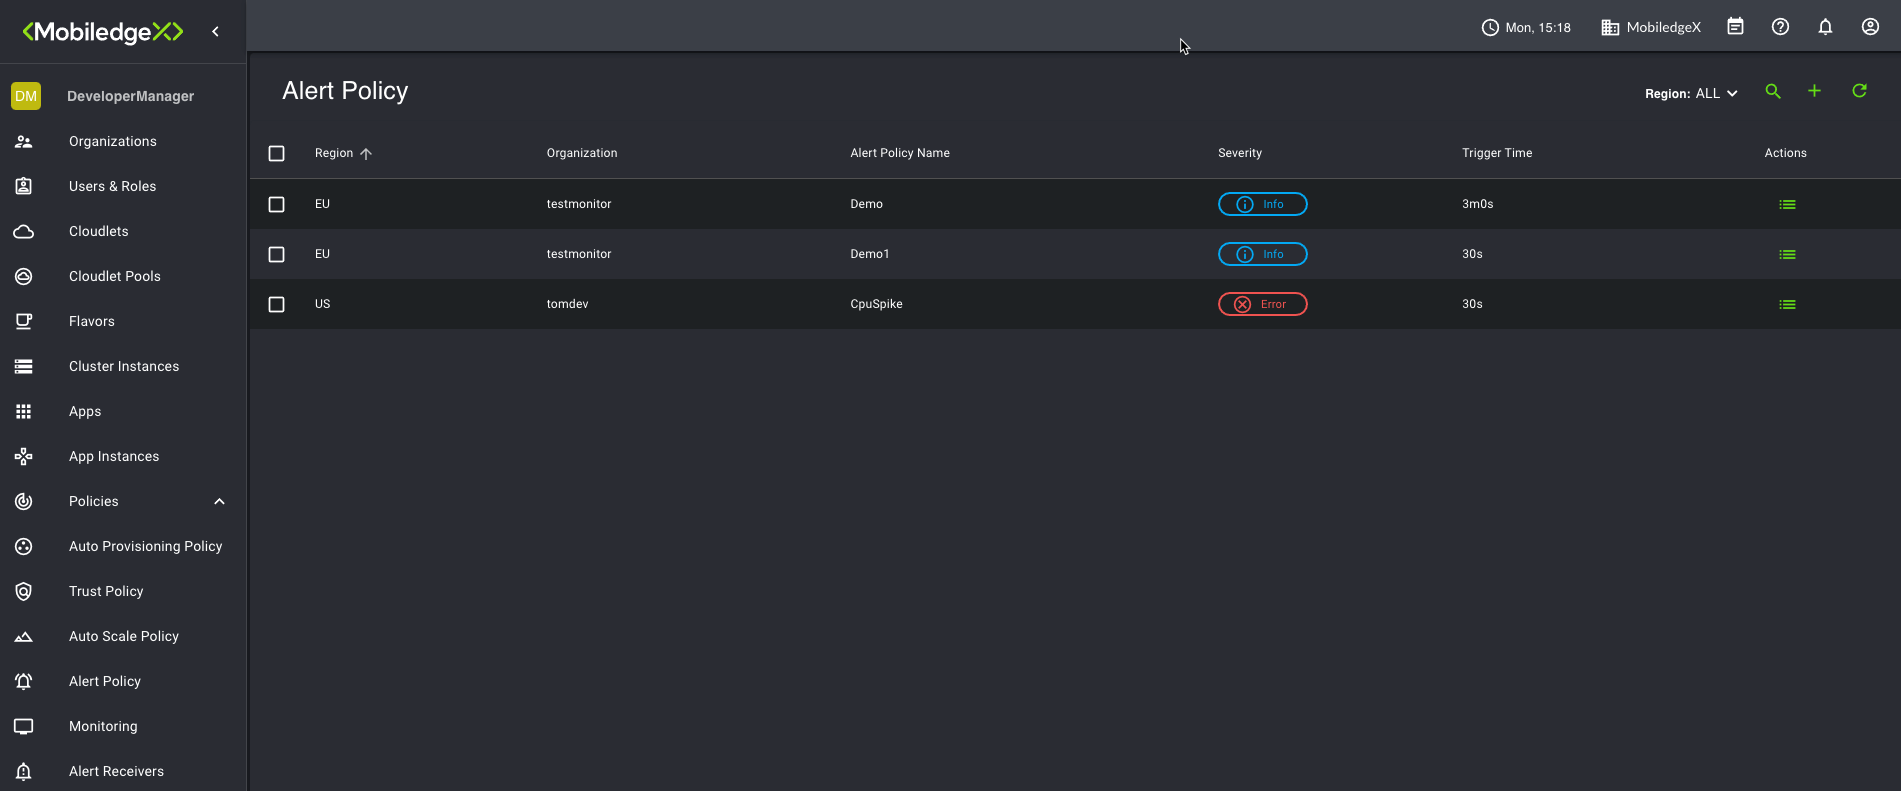 <MobiledgeX>
Mon, 15:18
MobiledgeX
DM
DeveloperManager
Organizations
Users & Roles
Cloudlets
Cloudlet Pools
Flavors
Cluster Instances
Apps
App Instances
Policies
Auto Provisioning Policy
Trust Policy
Auto Scale Policy
Alert Policy
Monitoring
Alert Receivers
Alert Policy
Region: ALL
Region Organization Alert Policy Name Severity Trigger Time Actions
EU testmonitor Demo Info 3m0s
EU testmonitor Demo1 Info 30s
US tomdev CpuSpike Error 30s